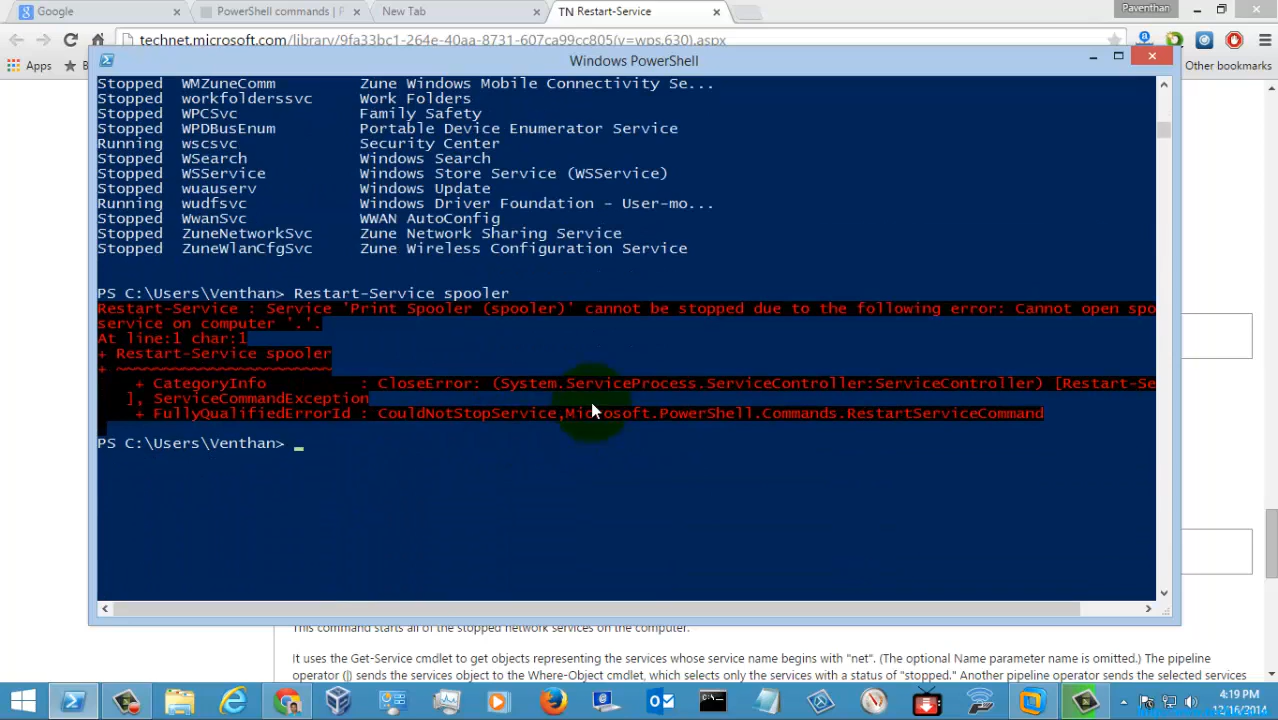 Google
PowerShell commands | P
New Tab
TN Restart-Service
Paventhan
technet.microsoft.com/library/9fa33bc1-264e-40aa-8731-607ca99cc805(v=wps.630).aspx
Apps
B
Other bookmarks
Windows PowerShell
Stopped WMZuneComm Zune Windows Mobile Connectivity Se...
Stopped workfolderssvc Work Folders
Stopped WPCSvc Family Safety
Stopped WPDBusEnum Portable Device Enumerator Service
Running wscsvc Security Center
Stopped WSearch Windows Search
Stopped WSService Windows Store Service (WSService)
Stopped wuauserv Windows Update
Running wudfsvc Windows Driver Foundation - User-mo...
Stopped WwanSvc WWAN AutoConfig
Stopped ZuneNetworkSvc Zune Network Sharing Service
Stopped ZuneWlanCfgSvc Zune Wireless Configuration Service
PS C:\Users\Venthan> Restart-Service spooler
Restart-Service : Service 'Print Spooler (spooler)' cannot be stopped due to the following error: Cannot open spo
service on computer '.'.
At line:1 char:1
+ Restart-Service spooler
+ ~~~~~~~~~~~~~~~~~~~~~~~
+ CategoryInfo : CloseError: (System.ServiceProcess.ServiceController:ServiceController) [Restart-Se
], ServiceCommandException
+ FullyQualifiedErrorId : CouldNotStopService,Microsoft.PowerShell.Commands.RestartServiceCommand
PS C:\Users\Venthan>
This command starts all of the stopped network services on the computer.
It uses the Get-Service cmdlet to get objects representing the services whose service name begins with "net". (The optional Name parameter name is omitted.) The pipeline
operator (|) sends the services object to the Where-Object cmdlet, which selects only the services with a status of "stopped." Another pipeline operator sends the selected services
4:19 PM
12/16/2014